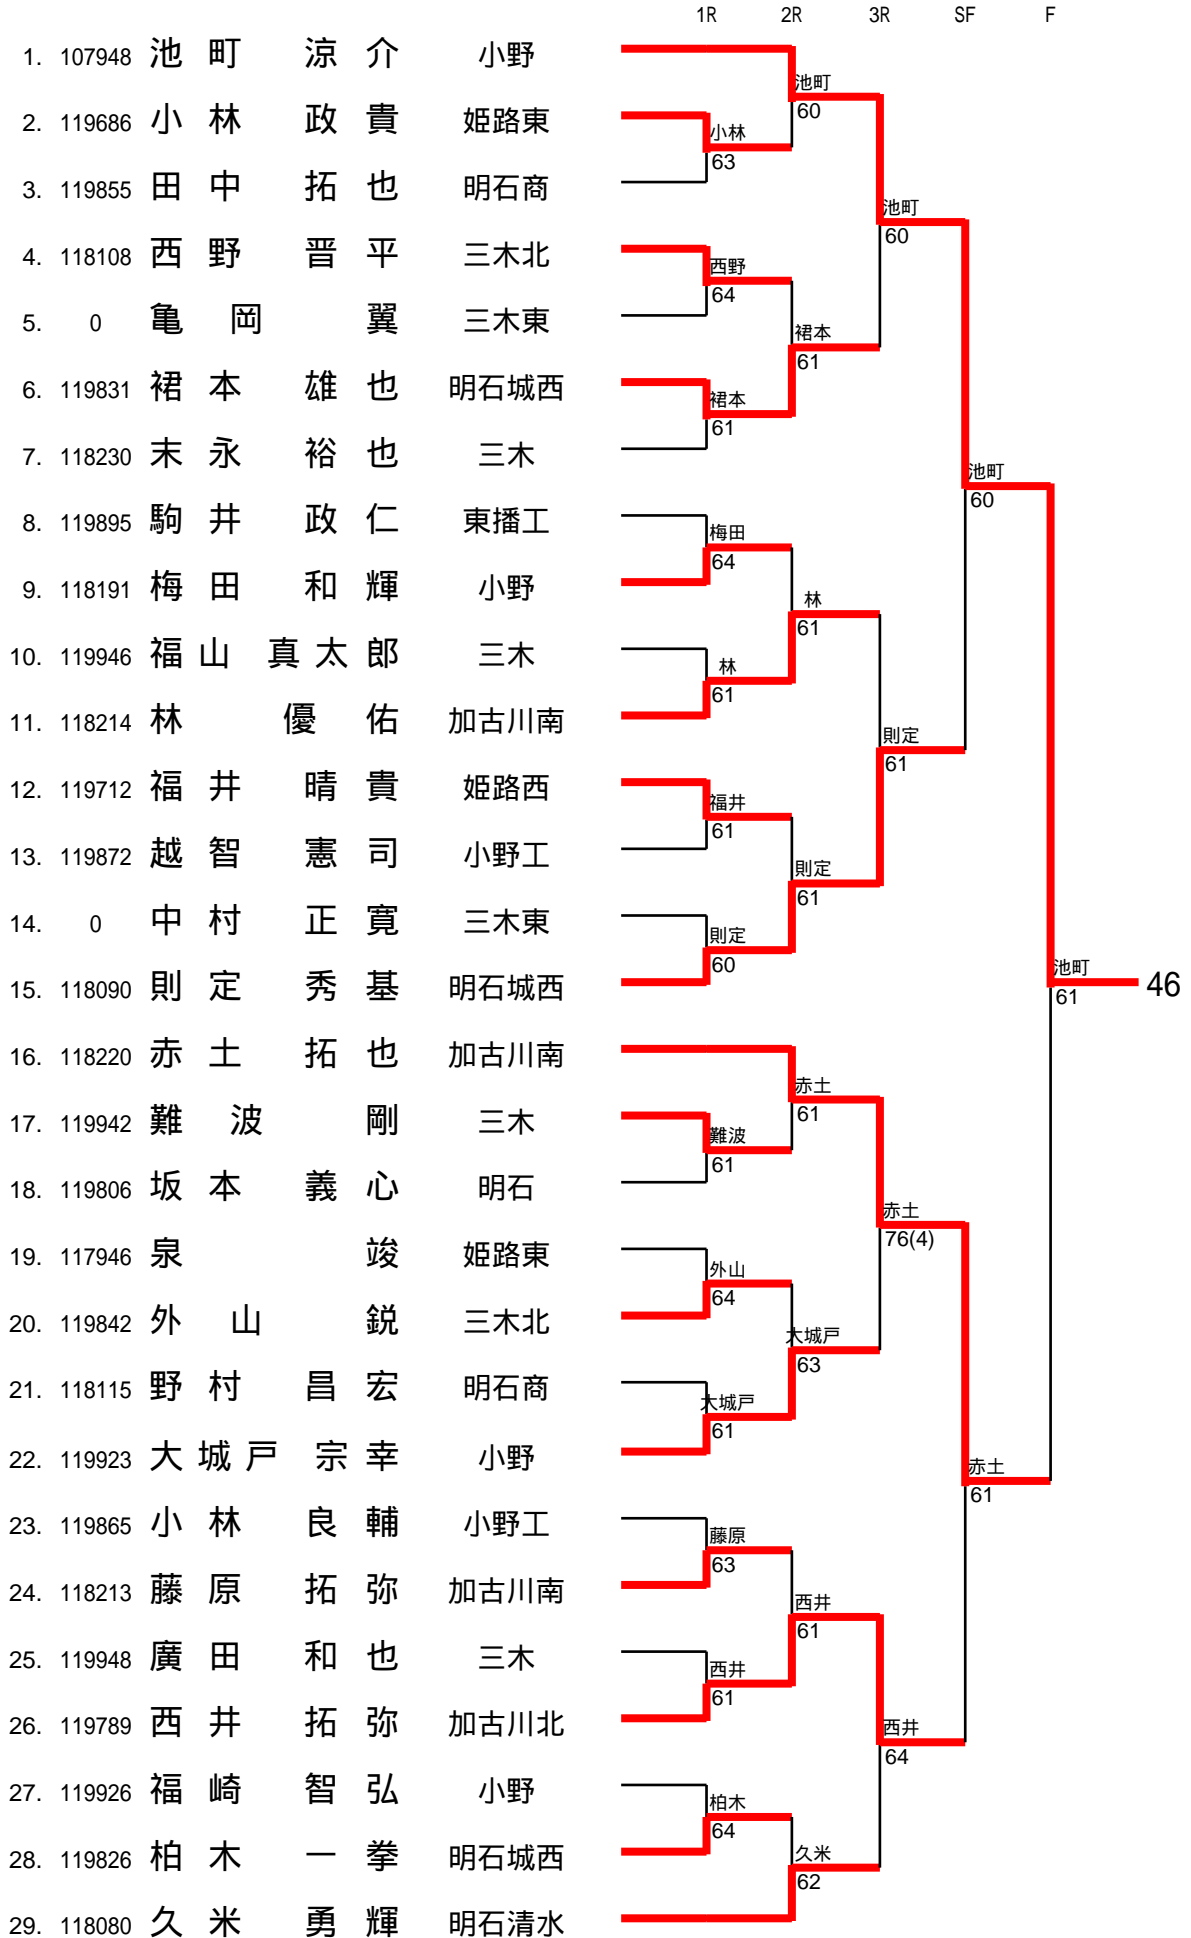 1R 2R 3R SF F
1. 107948 池町 涼介 小野
池町
60
2. 119686 小林 政貴 姫路東
小林
63
3. 119855 田中 拓也 明石商
池町
60
4. 118108 西野 晋平 三木北
西野
64
5. 0 亀岡 翼 三木東
裙本
61
6. 119831 裙本 雄也 明石城西
裙本
61
7. 118230 末永 裕也 三木
池町
60
8. 119895 駒井 政仁 東播工
梅田
64
9. 118191 梅田 和輝 小野
林
61
10. 119946 福山 真太郎 三木
林
61
11. 118214 林 優佑 加古川南
則定
61
12. 119712 福井 晴貴 姫路西
福井
61
13. 119872 越智 憲司 小野工
則定
61
14. 0 中村 正寛 三木東
則定
60
15. 118090 則定 秀基 明石城西
池町
61
46
16. 118220 赤土 拓也 加古川南
赤土
61
17. 119942 難波 剛 三木
難波
61
18. 119806 坂本 義心 明石
赤土
76(4)
19. 117946 泉 竣 姫路東
外山
64
20. 119842 外山 鋭 三木北
大城戸
63
21. 118115 野村 昌宏 明石商
大城戸
61
22. 119923 大城戸 宗幸 小野
赤土
61
23. 119865 小林 良輔 小野工
藤原
63
24. 118213 藤原 拓弥 加古川南
西井
61
25. 119948 廣田 和也 三木
西井
61
26. 119789 西井 拓弥 加古川北
西井
64
27. 119926 福崎 智弘 小野
柏木
64
28. 119826 柏木 一拳 明石城西
久米
62
29. 118080 久米 勇輝 明石清水